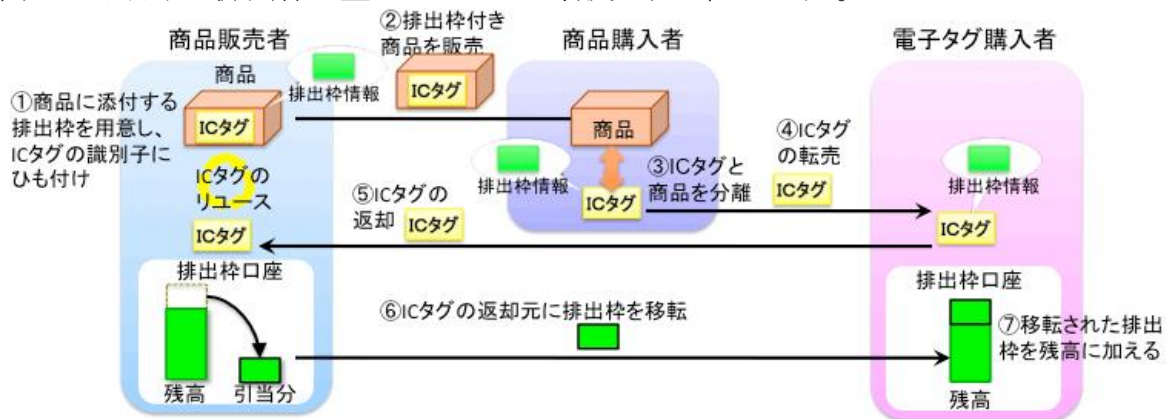 商品販売者
商品購入者
電子タグ購入者
②排出枠付き
商品を販売
商品
排出枠情報
ICタグ
①商品に添付する
排出枠を用意し、
ICタグの識別子に
ひも付け
ICタグ
商品
④ICタグ
の転売
ICタグ
ICタグの
リユース
排出枠情報
③ICタグと
商品を分離
ICタグ
排出枠情報
⑤ICタグの
返却
ICタグ
ICタグ
ICタグ
排出枠口座
残高
引当分
⑥ICタグの返却元に排出枠を移転
排出枠口座
⑦移転された排出
枠を残高に加える
残高